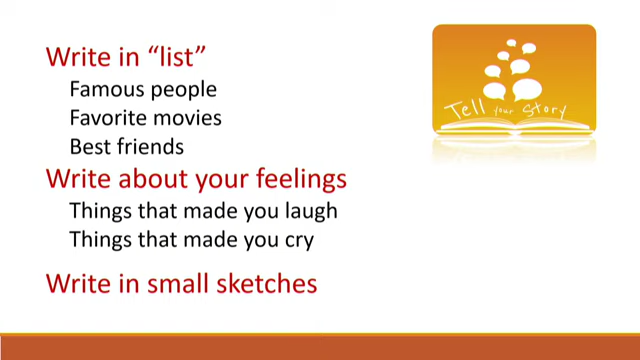 Write in “list”
Famous people
Favorite movies
Best friends
Write about your feelings
Things that made you laugh
Things that made you cry
Write in small sketches
Tell your Story